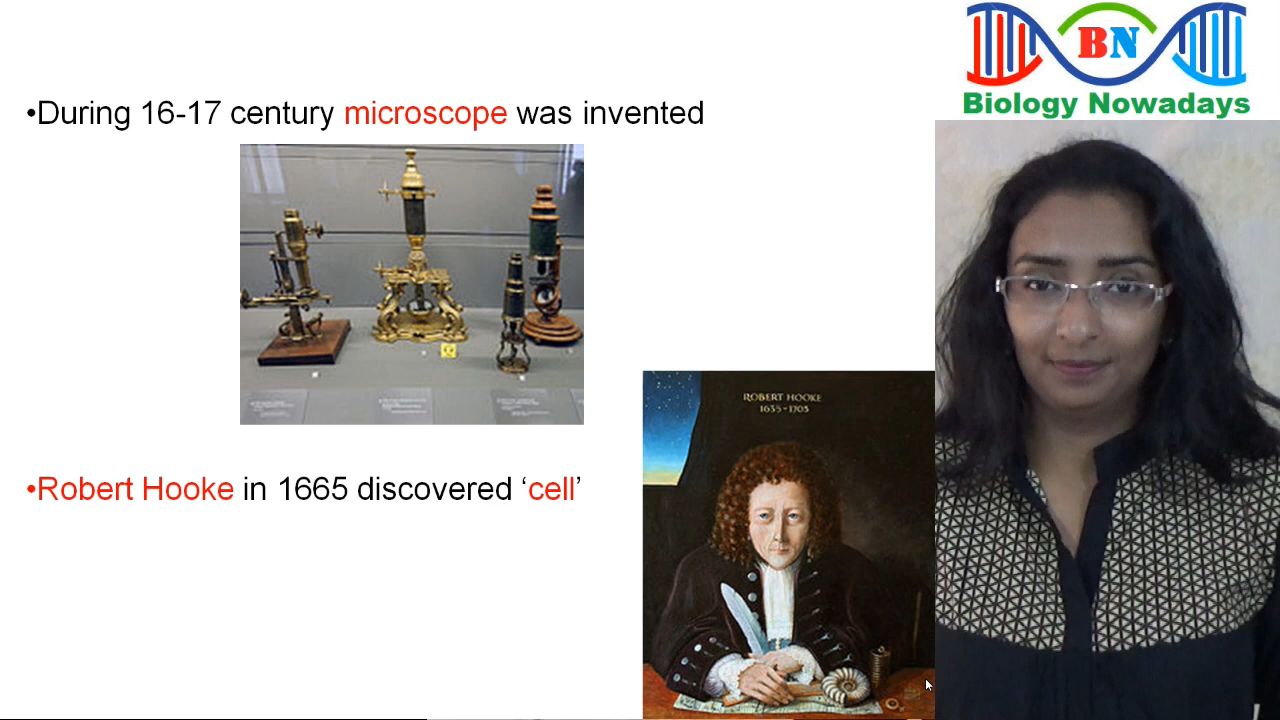 BN
Biology Nowadays
•During 16-17 century microscope was invented
ROBERT HOOKE
1635-1703
•Robert Hooke in 1665 discovered ‘cell’